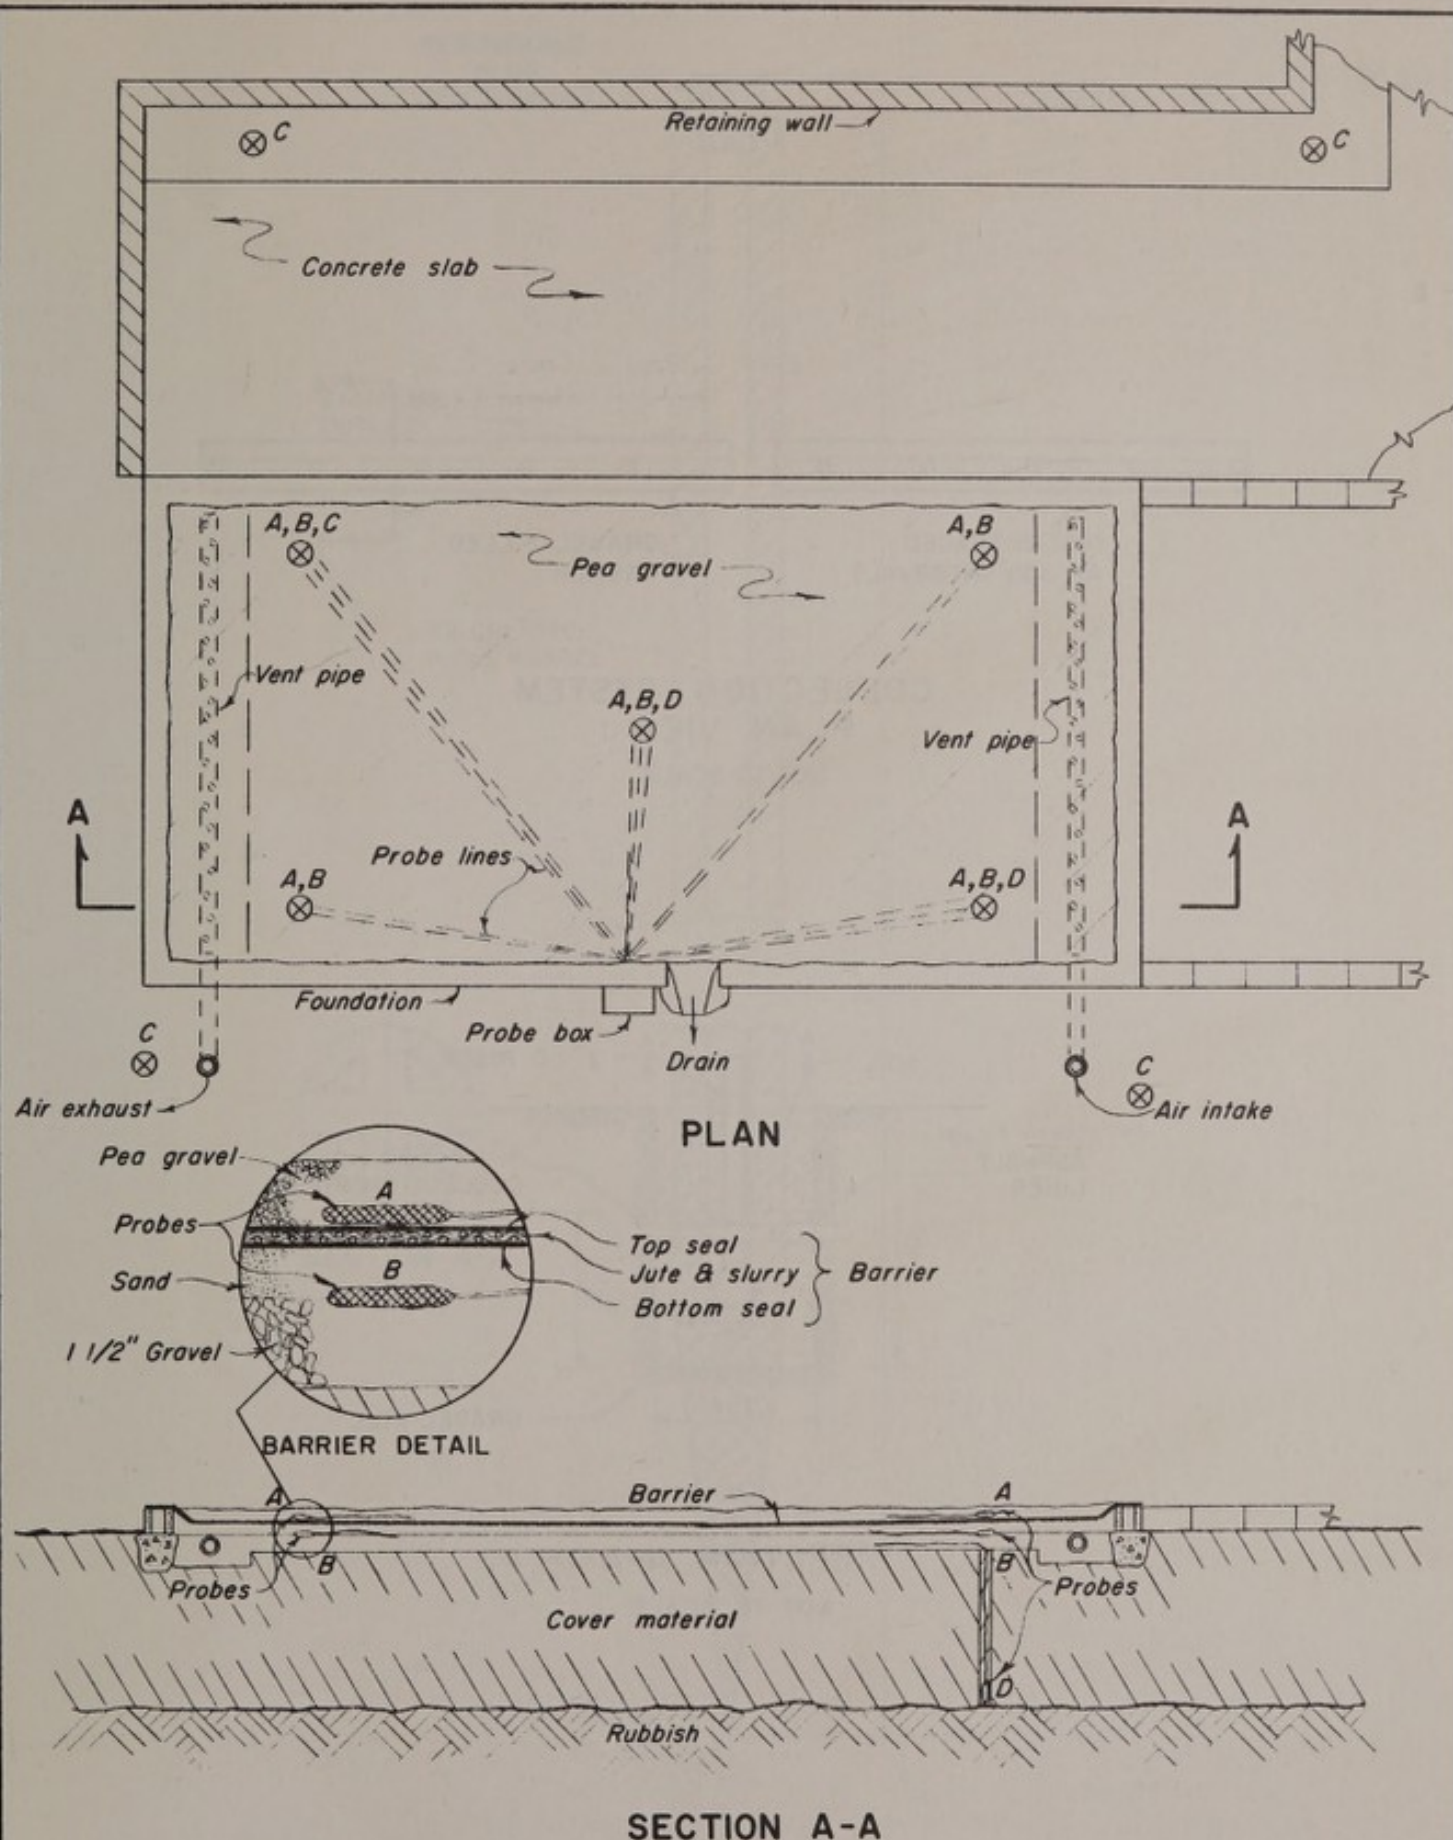 Retaining wall
C
C
Concrete slab
A,B,C
A,B
Pea gravel
Vent pipe
A,B,D
Vent pipe
A
A
Probe lines
A,B
A,B,D
Foundation
Probe box
Drain
C
C
Air exhaust
Air intake
PLAN
Pea gravel
A
Probes
Top seal
Sand
B
Jute & slurry
Barrier
Bottom seal
1 1/2" Gravel
BARRIER DETAIL
A
Barrier
A
B
B
Probes
Probes
Cover material
D
Rubbish
SECTION A-A